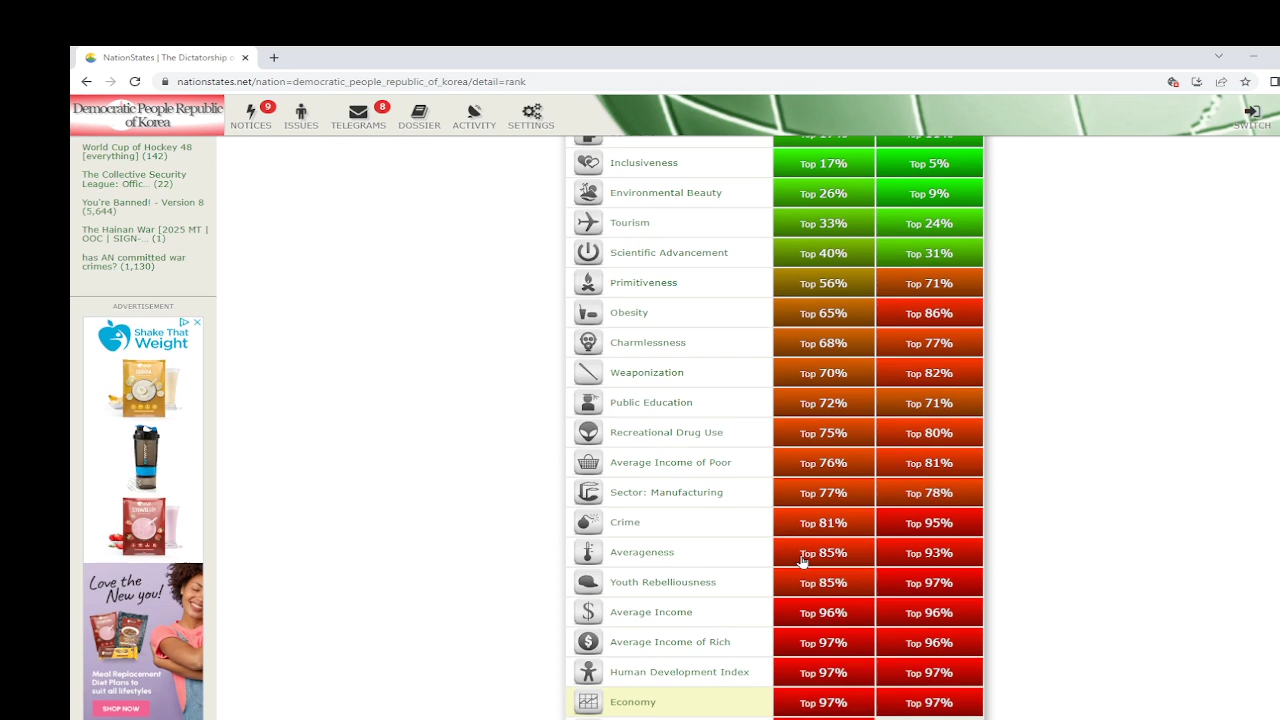 NationStates | The Dictatorship o
nationstates.net/nation=democratic_people_republic_of_korea/detail=rank
Democratic People Republic
of Korea
9
NOTICES
ISSUES
8
TELEGRAMS
DOSSIER
ACTIVITY
SETTINGS
SWITCH
World Cup of Hockey 48
[everything] (142)
The Collective Security
League: Offic... (22)
You're Banned! - Version 8
(5,644)
The Hainan War [2025 MT |
OOC | SIGN-... (1)
has AN committed war
crimes? (1,130)
ADVERTISEMENT
Shake That
Weight
Love the
New you!
Meal Replacement
Diet Plans to
suit all lifestyles
SHOP NOW
Inclusiveness Top 17% Top 5%
Environmental Beauty Top 26% Top 9%
Tourism Top 33% Top 24%
Scientific Advancement Top 40% Top 31%
Primitiveness Top 56% Top 71%
Obesity Top 65% Top 86%
Charmlessness Top 68% Top 77%
Weaponization Top 70% Top 82%
Public Education Top 72% Top 71%
Recreational Drug Use Top 75% Top 80%
Average Income of Poor Top 76% Top 81%
Sector: Manufacturing Top 77% Top 78%
Crime Top 81% Top 95%
Averageness Top 85% Top 93%
Youth Rebelliousness Top 85% Top 97%
Average Income Top 96% Top 96%
Average Income of Rich Top 97% Top 96%
Human Development Index Top 97% Top 97%
Economy Top 97% Top 97%